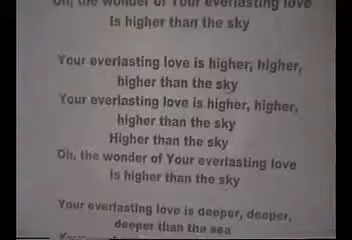 Oh, the wonder of Your everlasting love
is higher than the sky
Your everlasting love is higher, higher,
higher than the sky
Your everlasting love is higher, higher,
higher than the sky
Higher than the sky
Oh, the wonder of Your everlasting love
is higher than the sky
Your everlasting love is deeper, deeper,
deeper than the sea